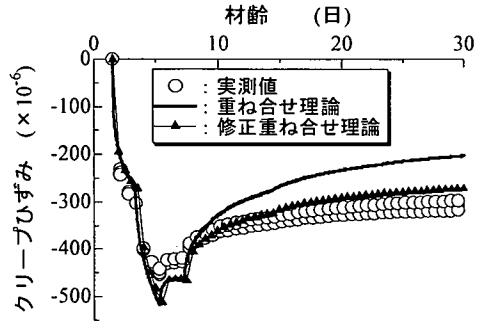 材齢 (日)
0 10 20 30
0
-100
-200
-300
-400
-500
クリープひずみ (×10⁻⁶)
: 実測値
: 重ね合せ理論
: 修正重ね合せ理論